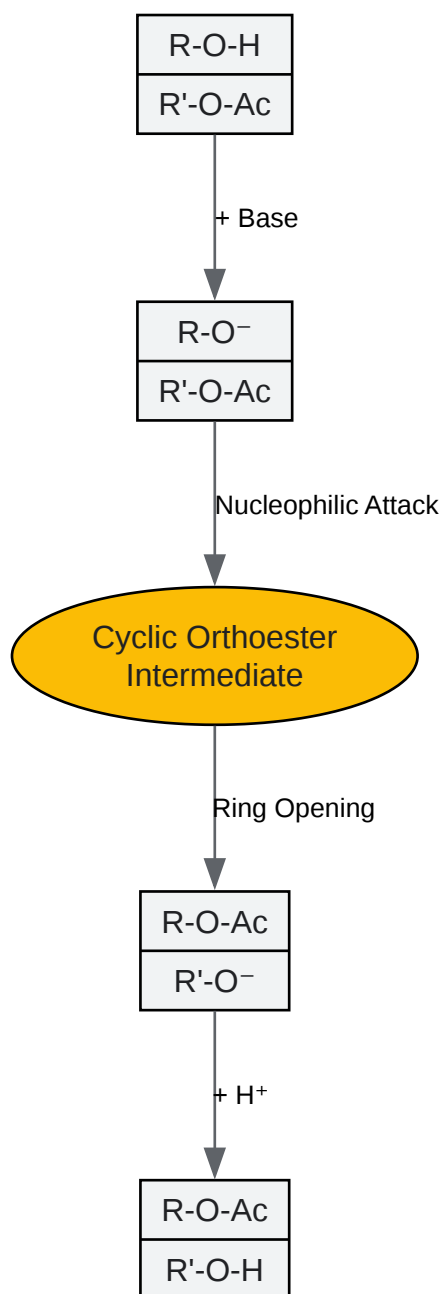 R-O-H
R'-O-Ac
+ Base
R-O⁻
R'-O-Ac
Nucleophilic Attack
Cyclic Orthoester
Intermediate
Ring Opening
R-O-Ac
R'-O⁻
+ H⁺
R-O-Ac
R'-O-H